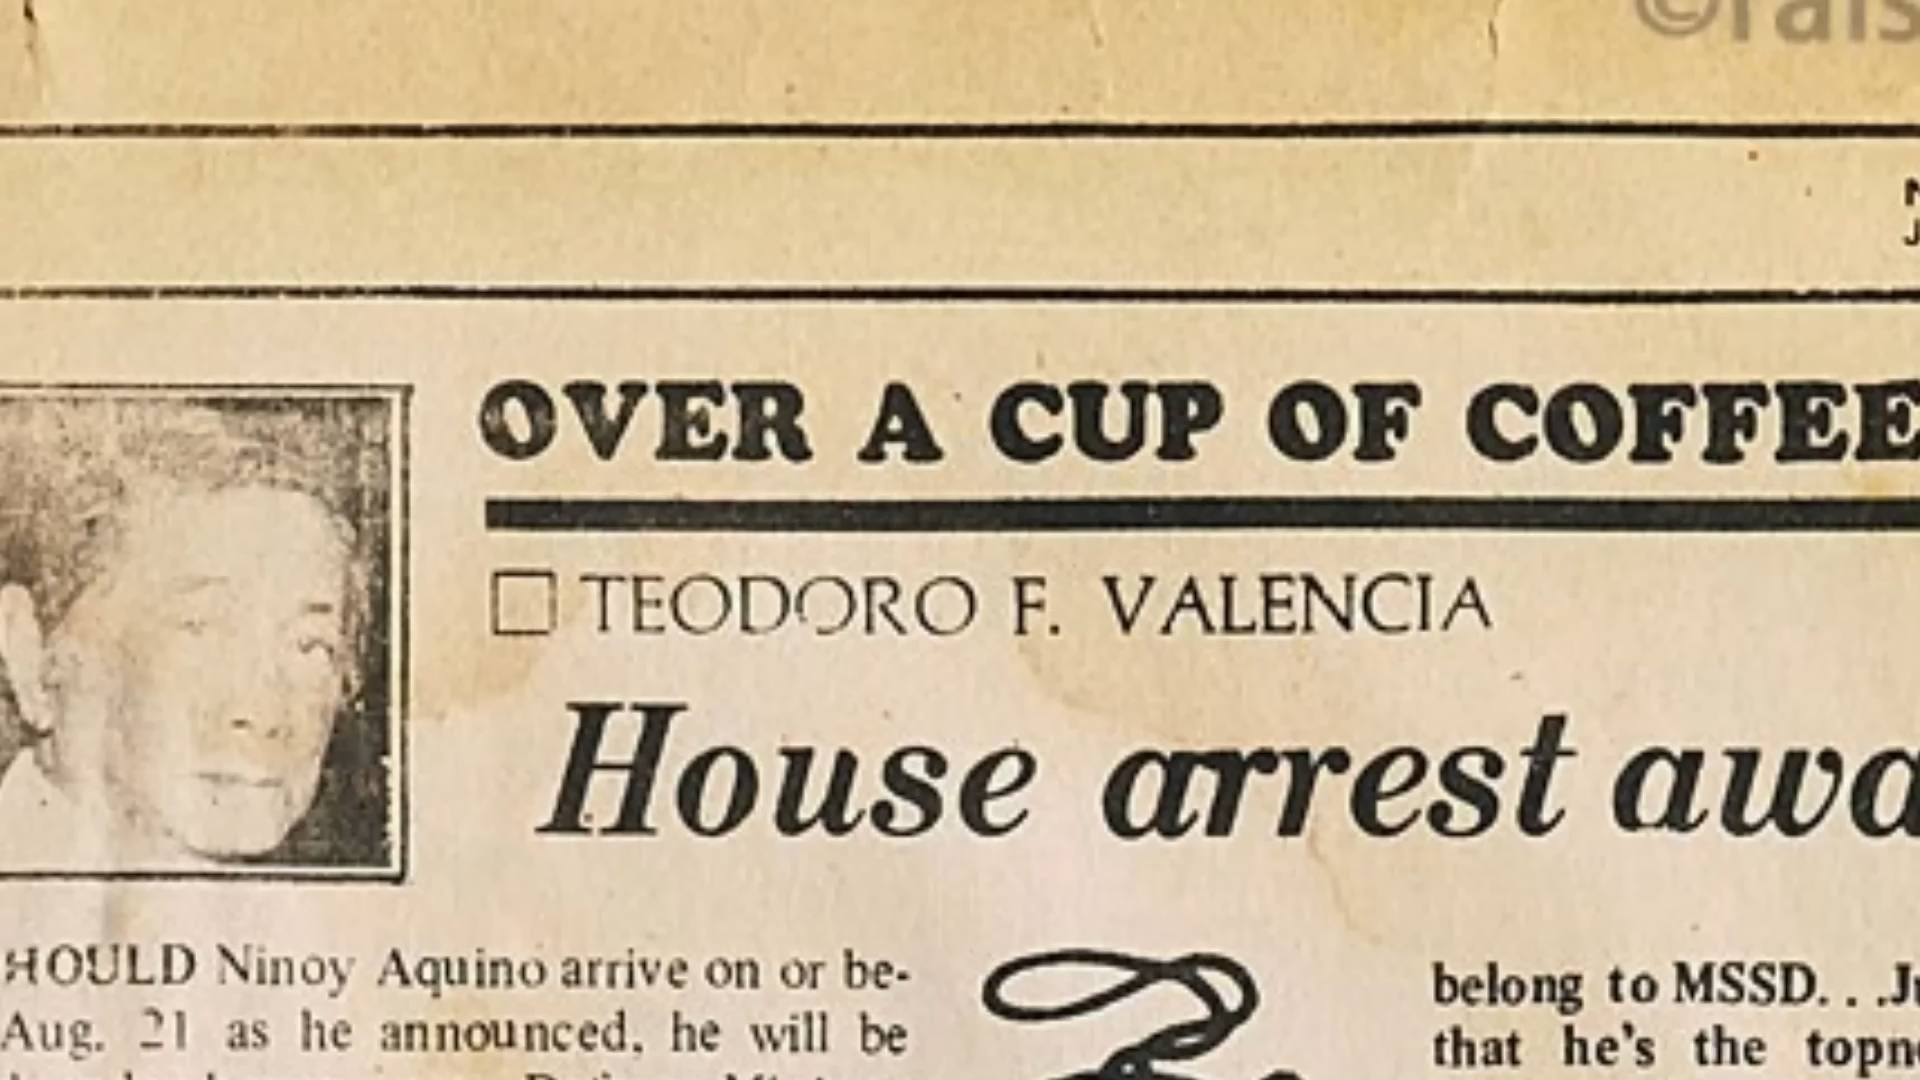 OVER A CUP OF COFFEE
TEODORO F. VALENCIA
House arrest
HOULD Ninoy Aquino arrive on or be-
Aug. 21 as he announced, he will be
belong to MSSD. . .
that he's the